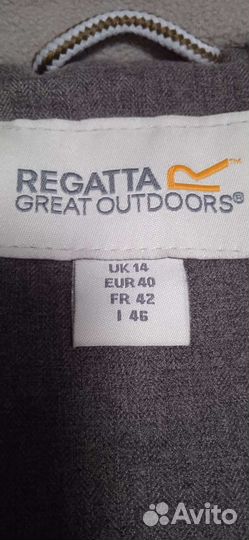 REGATTA
GREAT OUTDOORS®
UK 14
EUR 40
FR 42
I 46
Avito